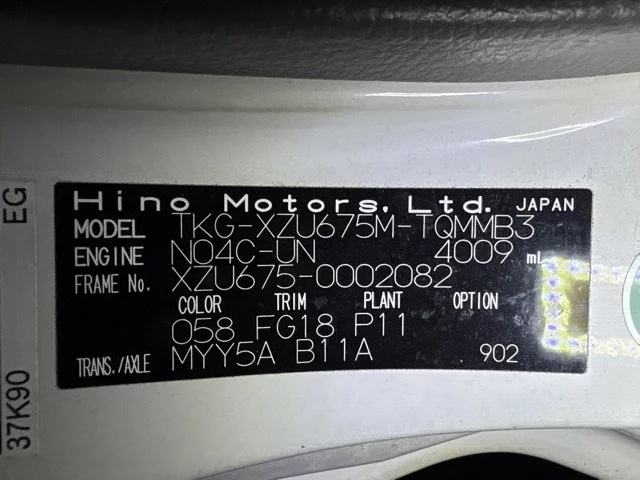 Hino Motors, Ltd. JAPAN
MODEL TKG-XZU675M-TQMMB3
ENGINE N04C-UN 4009 mL
FRAME No. XZU675-0002082
COLOR TRIM PLANT OPTION
058 FG18 P11
TRANS./AXLE MYY5A B11A 902
EG
37K90